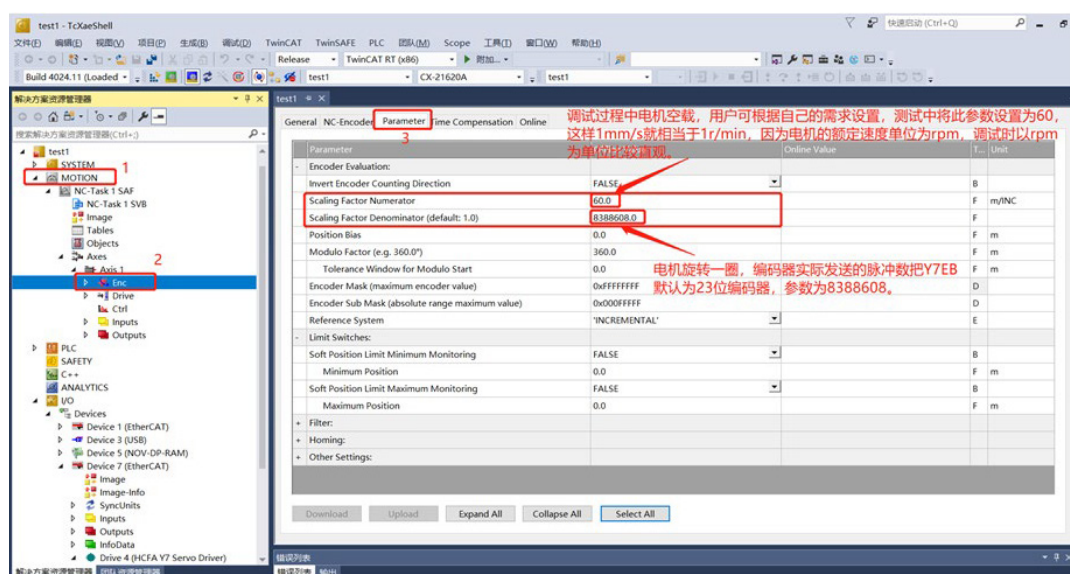 test1 - TcXaeShell
快速启动 (Ctrl+Q)
文件(F) 编辑(E) 视图(V) 项目(P) 生成(B) 调试(D) TwinCAT TwinSAFE PLC 团队(M) Scope 工具(T) 窗口(W) 帮助(H)
Release TwinCAT RT (x86) 附加...
Build 4024.11 (Loaded test1 CX-21620A test1
解决方案资源管理器
搜索解决方案资源管理器(Ctrl+;)
test1
SYSTEM
1
MOTION
NC-Task 1 SAF
NC-Task 1 SVB
Image
Tables
Objects
2
Axes
Axis 1
Enc
Drive
Ctrl
Inputs
Outputs
PLC
SAFETY
C++
ANALYTICS
I/O
Devices
Device 1 (EtherCAT)
Device 3 (USB)
Device 5 (NOV-DP-RAM)
Device 7 (EtherCAT)
Image
Image-Info
SyncUnits
Inputs
Outputs
InfoData
Drive 4 (HCFA Y7 Servo Driver)
解决方案资源管理器 团队资源管理器
test1
General NC-Encoder Parameter Time Compensation Online
3
调试过程中电机空载，用户可根据自己的需求设置，测试中将此参数设置为60，
这样1mm/s就相当于1r/min，因为电机的额定速度单位为rpm，调试时以rpm
为单位比较直观。
Parameter Online Value T... Unit
- Encoder Evaluation:
Invert Encoder Counting Direction FALSE B
Scaling Factor Numerator 60.0 F m/INC
Scaling Factor Denominator (default: 1.0) 8388608.0 F
Position Bias 0.0 F m
Modulo Factor (e.g. 360.0°) 360.0 F m
Tolerance Window for Modulo Start 0.0 F m
Encoder Mask (maximum encoder value) 0xFFFFFFFF D
Encoder Sub Mask (absolute range maximum value) 0x000FFFFF D
电机旋转一圈，编码器实际发送的脉冲数把Y7EB
默认为23位编码器，参数为8388608。
Reference System 'INCREMENTAL' E
- Limit Switches:
Soft Position Limit Minimum Monitoring FALSE B
Minimum Position 0.0 F m
Soft Position Limit Maximum Monitoring FALSE B
Maximum Position 0.0 F m
+ Filter:
+ Homing:
+ Other Settings:
Download Upload Expand All Collapse All Select All
错误列表
错误列表 输出